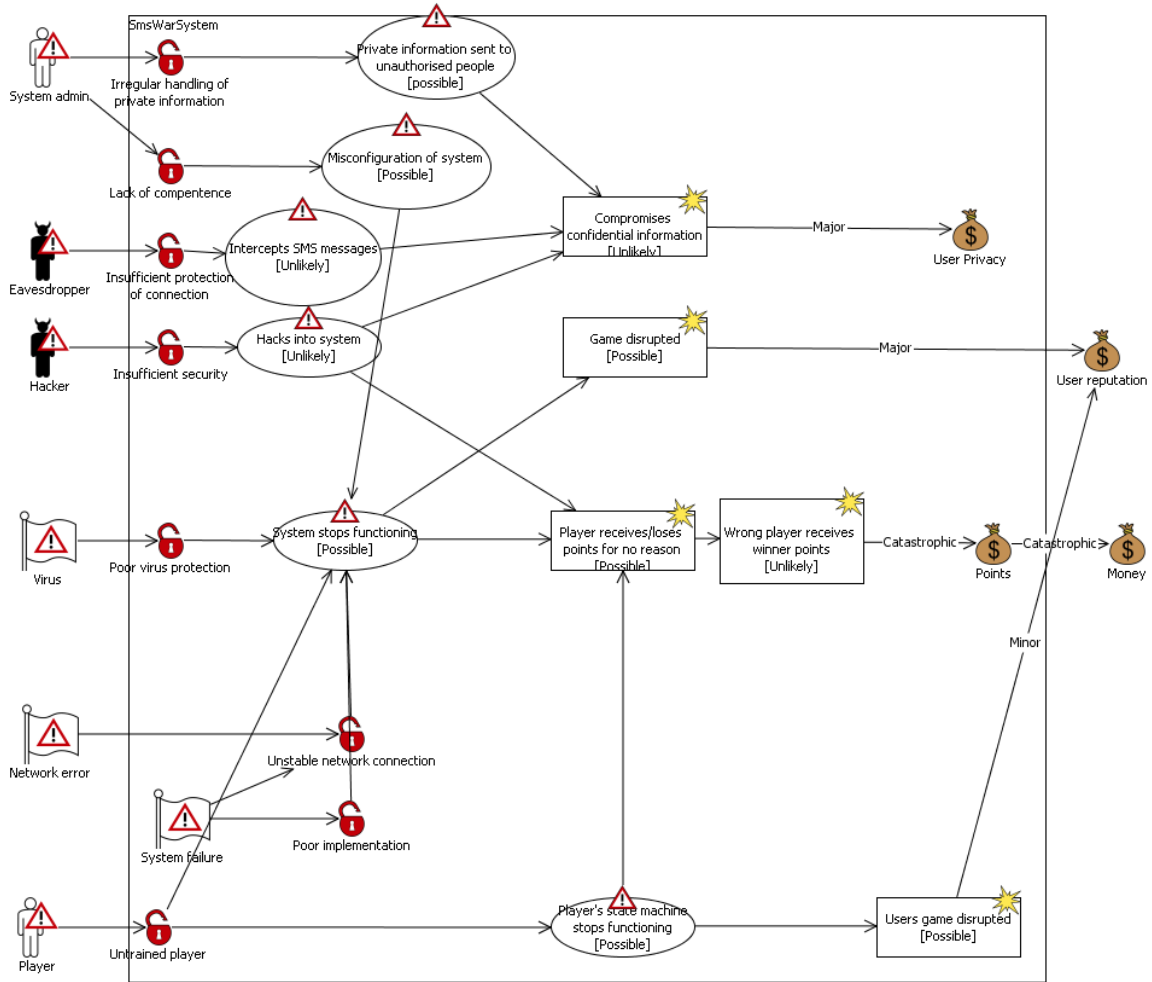 SmsWarSystem
Private information sent to
unauthorised people
[possible]
System admin
Irregular handling of
private information
Misconfiguration of system
[Possible]
Lack of compentence
Compromises
confidential information
[Unlikely]
Major
User Privacy
Intercepts SMS messages
[Unlikely]
Eavesdropper
Insufficient protection
of connection
Hacks into system
[Unlikely]
Hacker
Insufficient security
Game disrupted
[Possible]
Major
User reputation
System stops functioning
[Possible]
Virus
Poor virus protection
Player receives/loses
points for no reason
[Possible]
Wrong player receives
winner points
[Unlikely]
Catastrophic
Points
Catastrophic
Money
Minor
Network error
Unstable network connection
System failure
Poor implementation
Player
Untrained player
Player's state machine
stops functioning
[Possible]
Users game disrupted
[Possible]